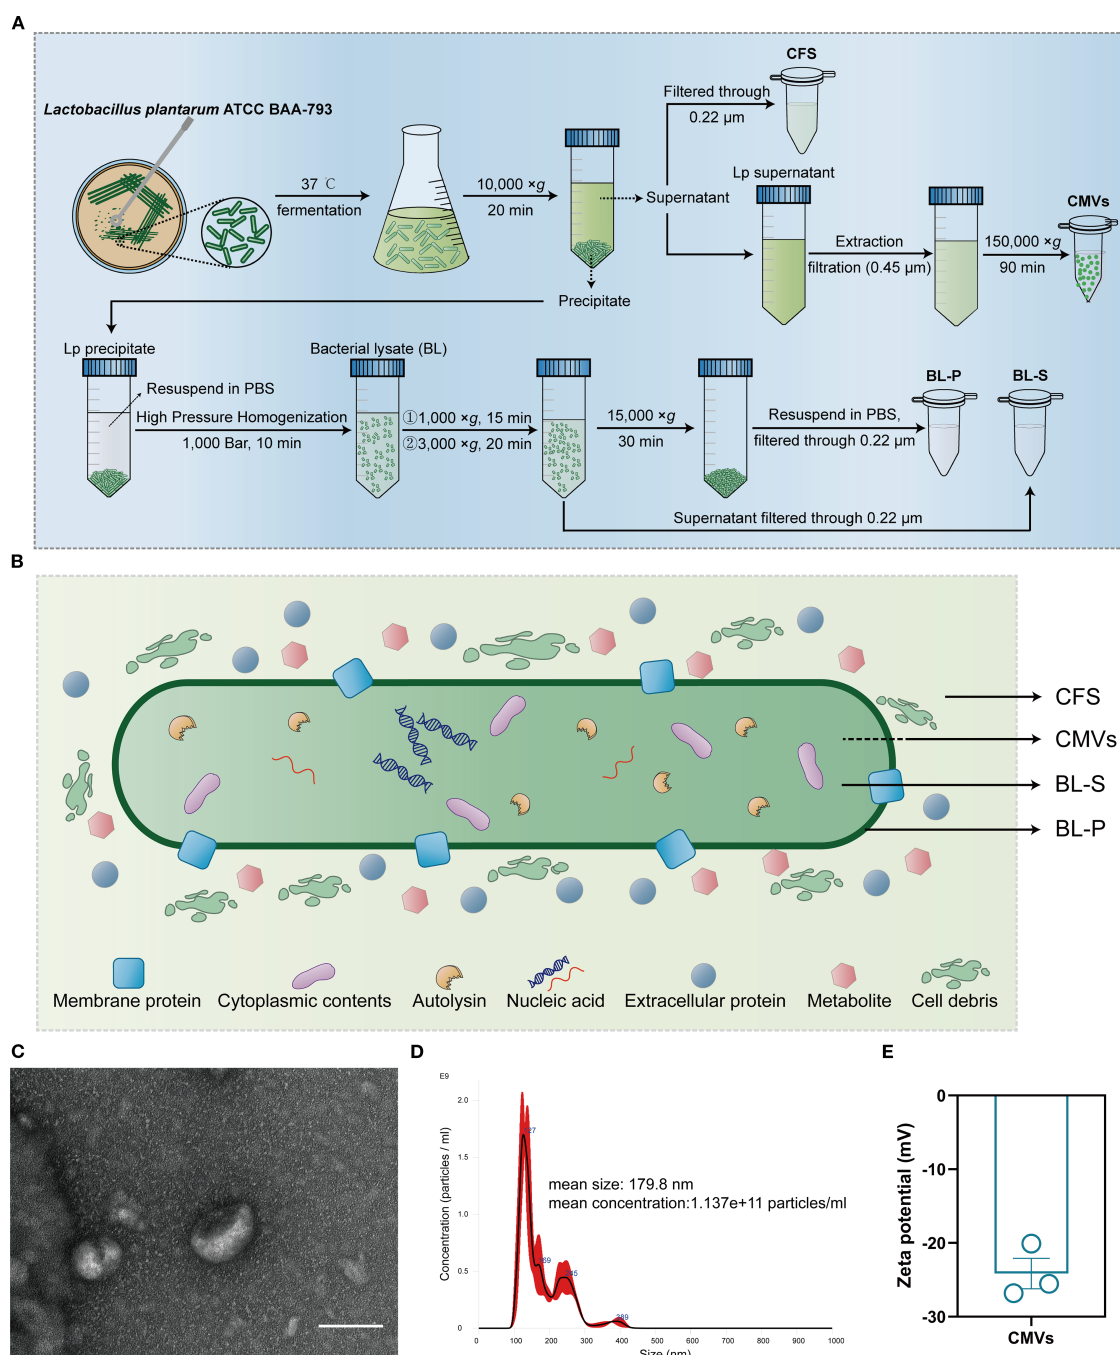 A
Lactobacillus plantarum ATCC BAA-793
37 ℃
fermentation
10,000 ×g
20 min
Supernatant
Precipitate
Filtered through
0.22 μm
CFS
Lp supernatant
Extraction
filtration (0.45 μm)
150,000 ×g
90 min
CMVs
Lp precipitate
Resuspend in PBS
High Pressure Homogenization
1,000 Bar, 10 min
Bacterial lysate (BL)
①1,000 ×g, 15 min
②3,000 ×g, 20 min
15,000 ×g
30 min
Resuspend in PBS,
filtered through 0.22 μm
BL-P
BL-S
Supernatant filtered through 0.22 μm
B
CFS
CMVs
BL-S
BL-P
Membrane protein
Cytoplasmic contents
Autolysin
Nucleic acid
Extracellular protein
Metabolite
Cell debris
C
D
E9
Concentration (particles / ml)
2.0
1.5
1.0
0.5
0
mean size: 179.8 nm
mean concentration:1.137e+11 particles/ml
245
389
0 100 200 300 400 500 600 700 800 900 1000
Size (nm)
E
Zeta potential (mV)
0
-10
-20
-30
CMVs